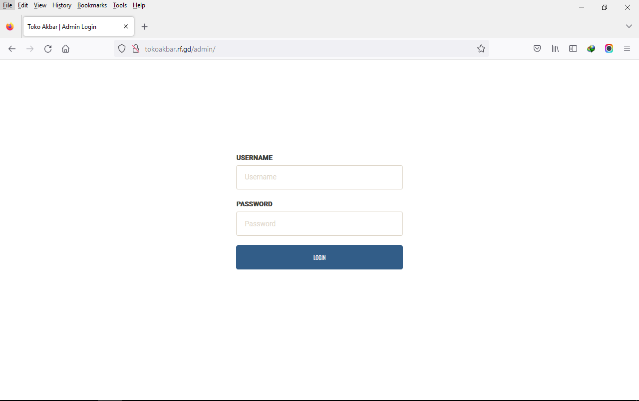 File Edit View History Bookmarks Tools Help
Toko Akbar | Admin Login
tokoakbar.rf.gd/admin/
USERNAME
Username
PASSWORD
Password
LOGIN